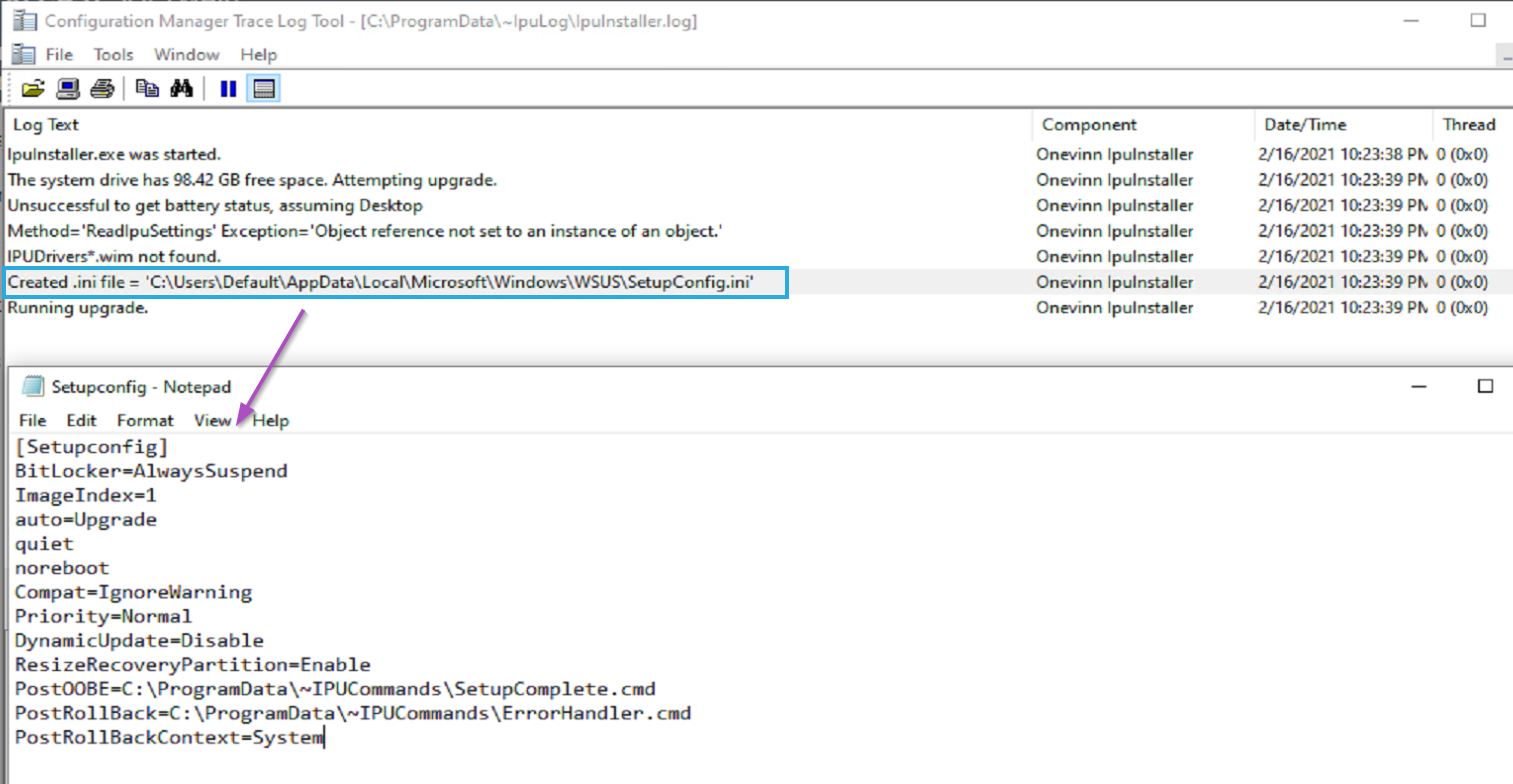 Configuration Manager Trace Log Tool - [C:\ProgramData\~IpuLog\IpuInstaller.log]
File Tools Window Help
Log Text Component Date/Time Thread
IpuInstaller.exe was started. Onevinn IpuInstaller 2/16/2021 10:23:38 PM 0 (0x0)
The system drive has 98.42 GB free space. Attempting upgrade. Onevinn IpuInstaller 2/16/2021 10:23:39 PM 0 (0x0)
Unsuccessful to get battery status, assuming Desktop Onevinn IpuInstaller 2/16/2021 10:23:39 PM 0 (0x0)
Method='ReadIpuSettings' Exception='Object reference not set to an instance of an object.' Onevinn IpuInstaller 2/16/2021 10:23:39 PM 0 (0x0)
IPUDrivers*.wim not found. Onevinn IpuInstaller 2/16/2021 10:23:39 PM 0 (0x0)
Created .ini file = 'C:\Users\Default\AppData\Local\Microsoft\Windows\WSUS\SetupConfig.ini' Onevinn IpuInstaller 2/16/2021 10:23:39 PM 0 (0x0)
Running upgrade. Onevinn IpuInstaller 2/16/2021 10:23:39 PM 0 (0x0)
Setupconfig - Notepad
File Edit Format View Help
[Setupconfig]
BitLocker=AlwaysSuspend
ImageIndex=1
auto=Upgrade
quiet
noreboot
Compat=IgnoreWarning
Priority=Normal
DynamicUpdate=Disable
ResizeRecoveryPartition=Enable
PostOOBE=C:\ProgramData\~IPUCommands\SetupComplete.cmd
PostRollBack=C:\ProgramData\~IPUCommands\ErrorHandler.cmd
PostRollBackContext=System